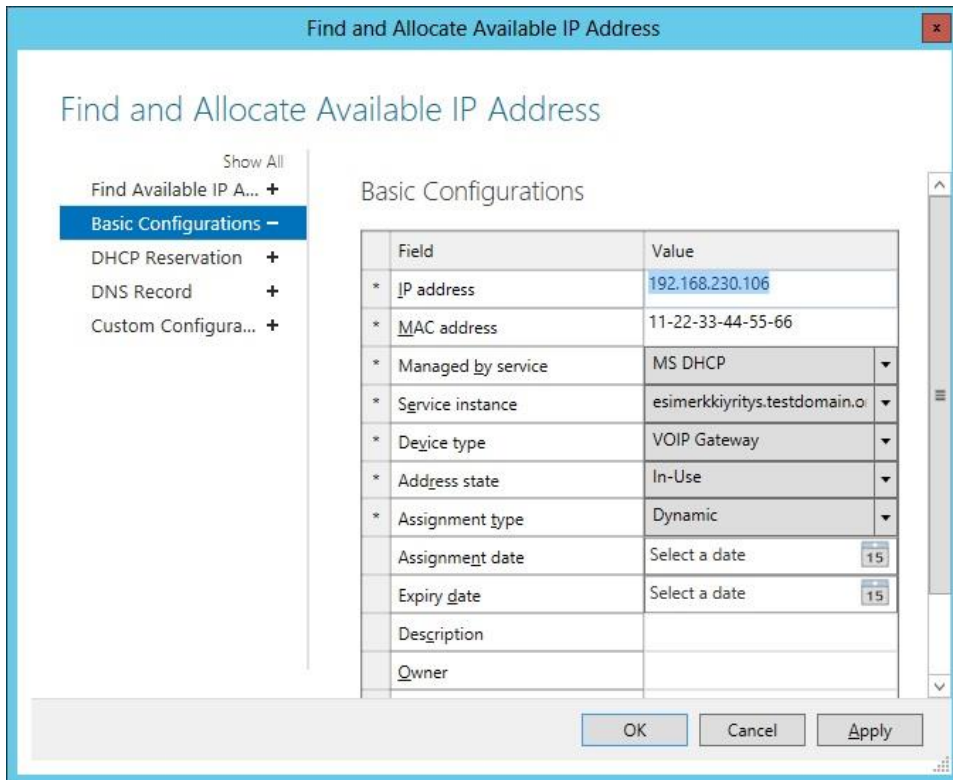 Find and Allocate Available IP Address
x
Find and Allocate Available IP Address
Show All
Find Available IP A... +
Basic Configurations −
DHCP Reservation +
DNS Record +
Custom Configura... +
Basic Configurations
Field Value
* IP address 192.168.230.106
* MAC address 11-22-33-44-55-66
* Managed by service MS DHCP
* Service instance esimerkkiyritys.testdomain.o
* Device type VOIP Gateway
* Address state In-Use
* Assignment type Dynamic
Assignment date Select a date 15
Expiry date Select a date 15
Description
Owner
OK Cancel Apply